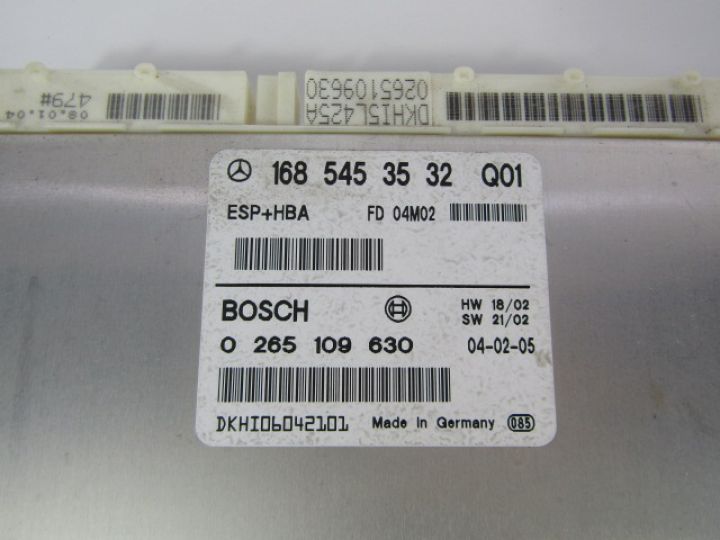 08.01.04
479#
DKHI5L425A
0265109630
168 545 35 32 Q01
ESP+HBA FD 04M02
BOSCH HW 18/02
SW 21/02
0 265 109 630 04-02-05
DKHI06042101 Made in Germany 085